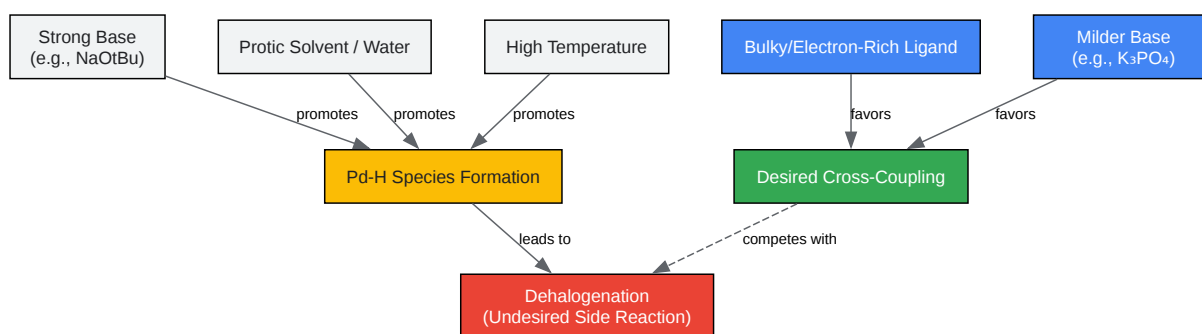 Strong Base
(e.g., NaOtBu)
Protic Solvent / Water
High Temperature
Bulky/Electron-Rich Ligand
Milder Base
(e.g., K₃PO₄)
promotes
promotes
promotes
favors
favors
Pd-H Species Formation
Desired Cross-Coupling
leads to
competes with
Dehalogenation
(Undesired Side Reaction)